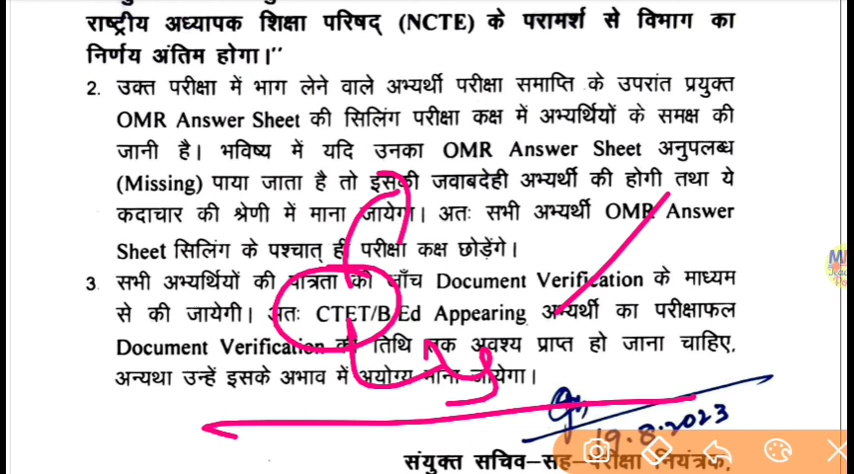 राष्ट्रीय अध्यापक शिक्षा परिषद् (NCTE) के परामर्श से विभाग का
निर्णय अंतिम होगा।"
2. उक्त परीक्षा में भाग लेने वाले अभ्यर्थी परीक्षा समाप्ति के उपरांत प्रयुक्त
OMR Answer Sheet की सिलिंग परीक्षा कक्ष में अभ्यर्थियों के समक्ष की
जानी है। भविष्य में यदि उनका OMR Answer Sheet अनुपलब्ध
(Missing) पाया जाता है तो इसकी जवाबदेही अभ्यर्थी की होगी तथा ये
कदाचार की श्रेणी में माना जायेगा। अतः सभी अभ्यर्थी OMR Answer
Sheet सिलिंग के पश्चात् ही परीक्षा कक्ष छोड़ेंगे।
3. सभी अभ्यर्थियों की पात्रता की जाँच Document Verification के माध्यम
से की जायेगी। अतः CTET/B.Ed Appearing अभ्यर्थी का परीक्षाफल
Document Verification की तिथि तक अवश्य प्राप्त हो जाना चाहिए,
अन्यथा उन्हें इसके अभाव में अयोग्य माना जायेगा।
19.8.2023
संयुक्त सचिव-सह-परीक्षा नियंत्रक,